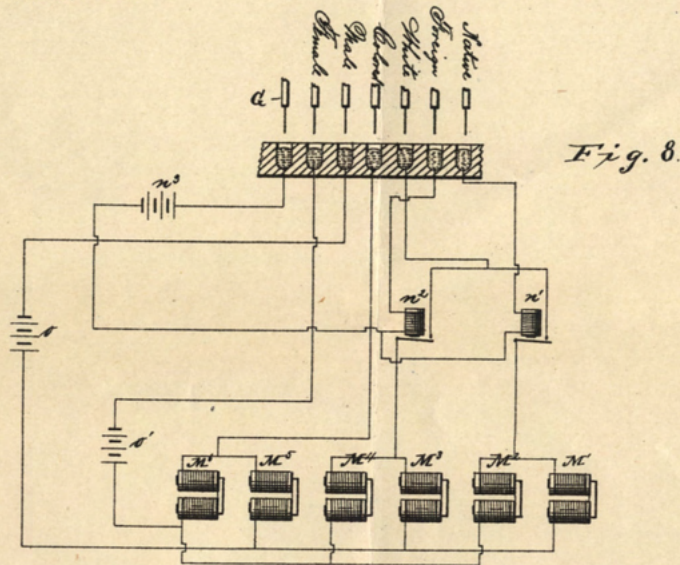 G
Female
Male
Colored
White
Foreign
Native
Fig. 8.
n³
n²
n'
M⁵
M⁴
M³
M²
M'